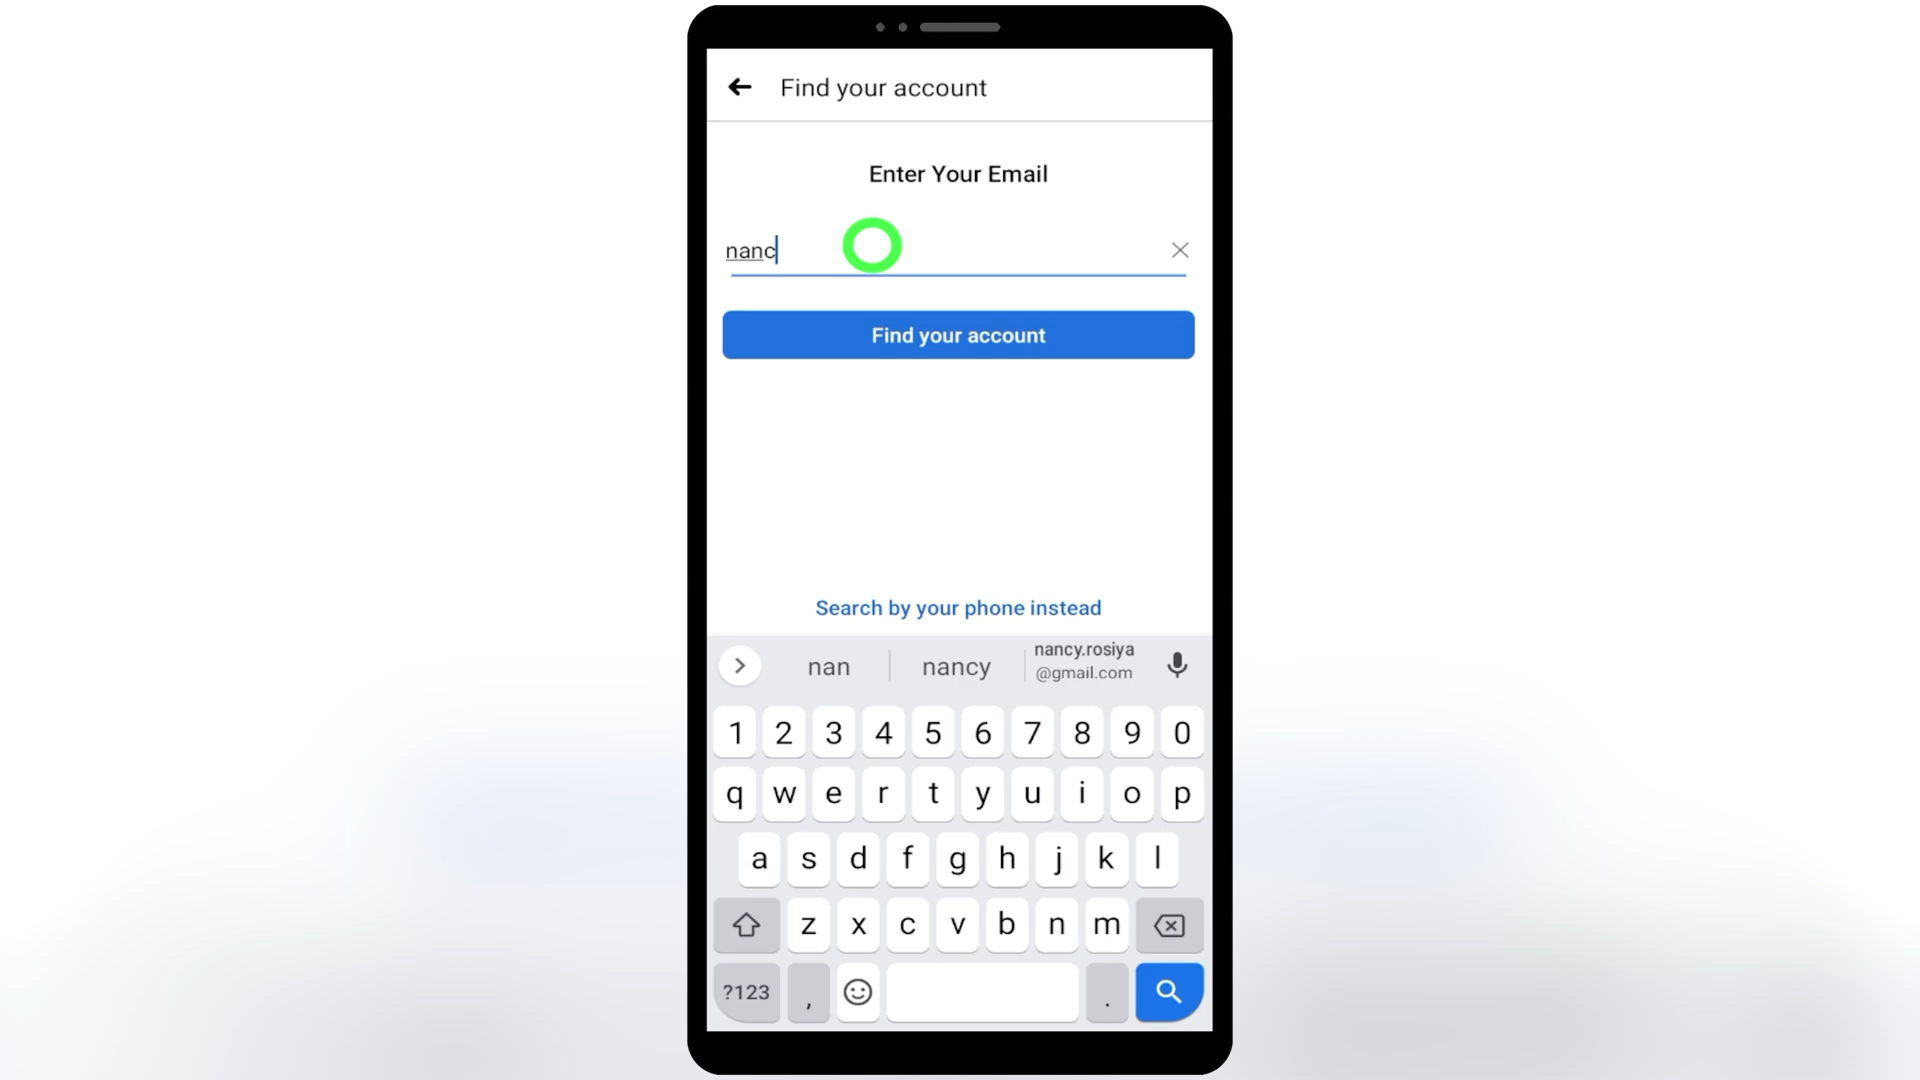 Find your account
Enter Your Email
nanc
Find your account
Search by your phone instead
nan nancy nancy.rosiya
@gmail.com
1 2 3 4 5 6 7 8 9 0
q w e r t y u i o p
a s d f g h j k l
z x c v b n m
?123 , .